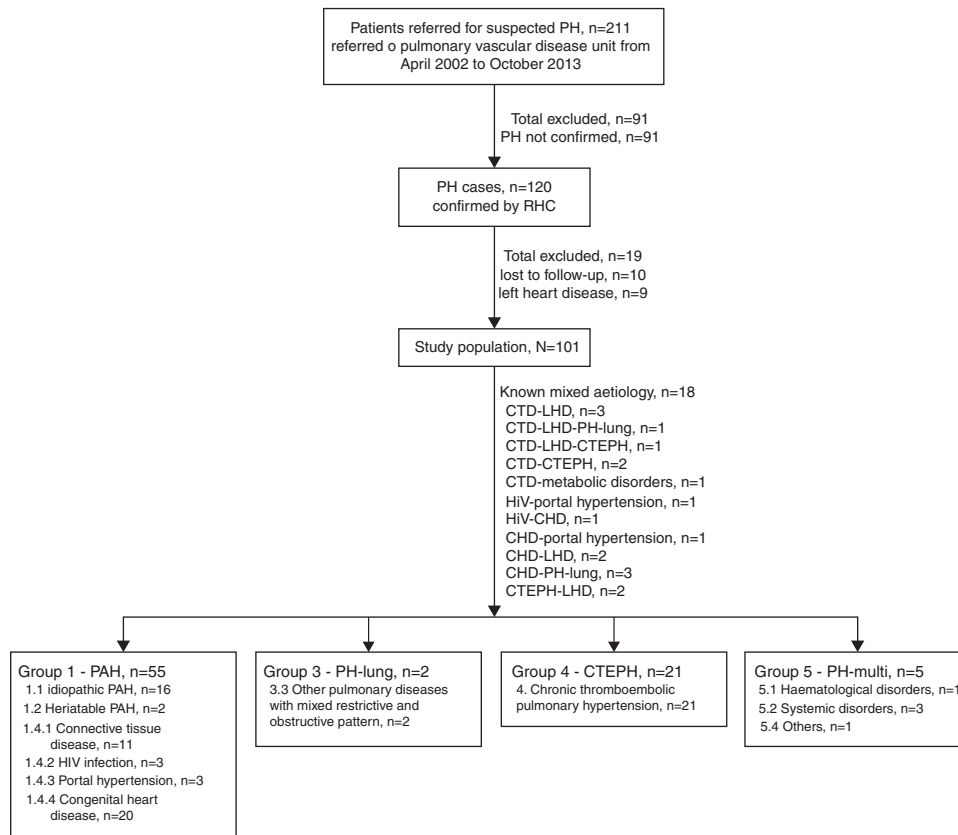 Patients referred for suspected PH, n=211
referred o pulmonary vascular disease unit from
April 2002 to October 2013
Total excluded, n=91
PH not confirmed, n=91
PH cases, n=120
confirmed by RHC
Total excluded, n=19
lost to follow-up, n=10
left heart disease, n=9
Study population, N=101
Known mixed aetiology, n=18
CTD-LHD, n=3
CTD-LHD-PH-lung, n=1
CTD-LHD-CTEPH, n=1
CTD-CTEPH, n=2
CTD-metabolic disorders, n=1
HiV-portal hypertension, n=1
HiV-CHD, n=1
CHD-portal hypertension, n=1
CHD-LHD, n=2
CHD-PH-lung, n=3
CTEPH-LHD, n=2
Group 1 - PAH, n=55
1.1 idiopathic PAH, n=16
1.2 Heriatable PAH, n=2
1.4.1 Connective tissue
disease, n=11
1.4.2 HIV infection, n=3
1.4.3 Portal hypertension, n=3
1.4.4 Congenital heart
disease, n=20
Group 3 - PH-lung, n=2
3.3 Other pulmonary diseases
with mixed restrictive and
obstructive pattern, n=2
Group 4 - CTEPH, n=21
4. Chronic thromboembolic
pulmonary hypertension, n=21
Group 5 - PH-multi, n=5
5.1 Haematological disorders, n=1
5.2 Systemic disorders, n=3
5.4 Others, n=1